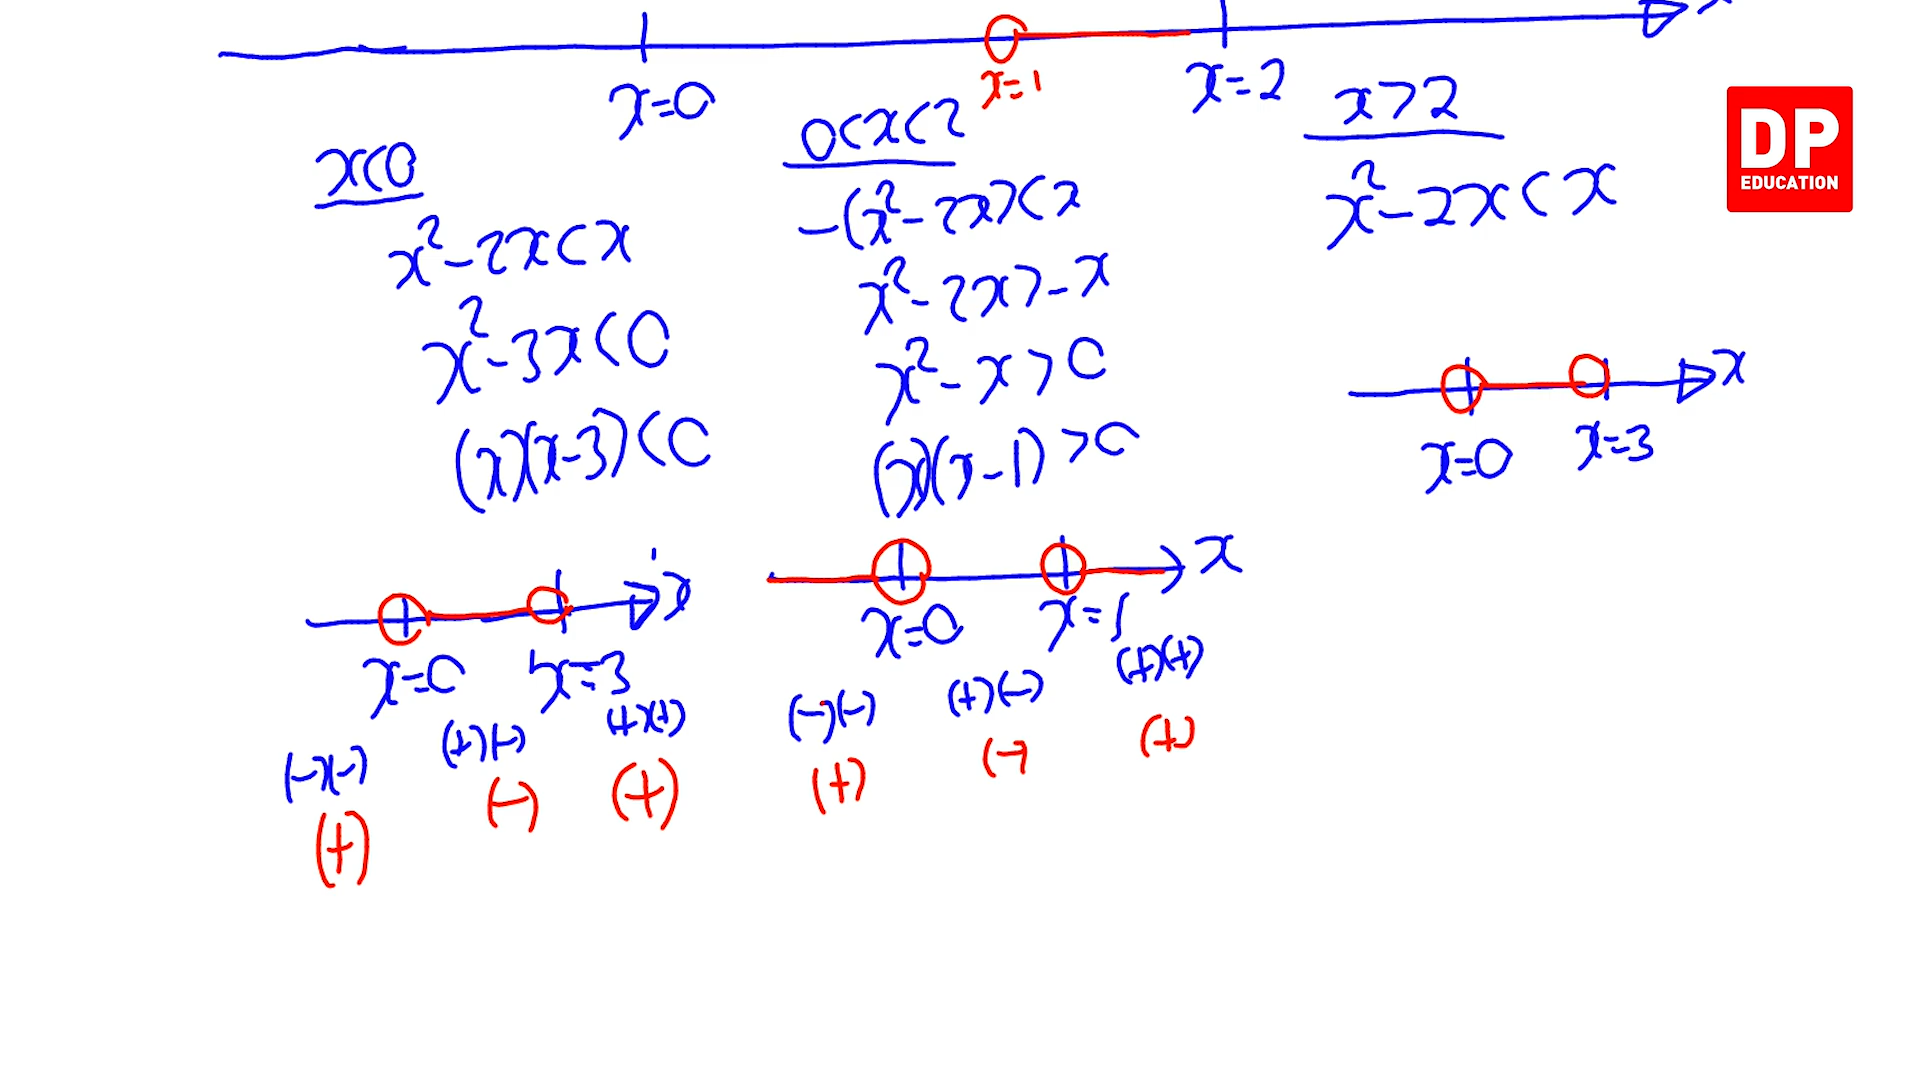 x
x=0
x=1
x=2
x<0
x²-2x<x
x²-3x<0
(x)(x-3)<0
x
x=0
x=3
(-)(-)
(+)(-)
(+)(+)
(+)
(-)
(+)
0<x<2
-(x²-2x)<x
x²-2x>-x
x²-x>0
(x)(x-1)>0
x
x=0
x=1
(-)(-)
(+)(-)
(+)(+)
(+)
(-)
(+)
x>2
x²-2x<x
x
x=0
x=3
DP
EDUCATION